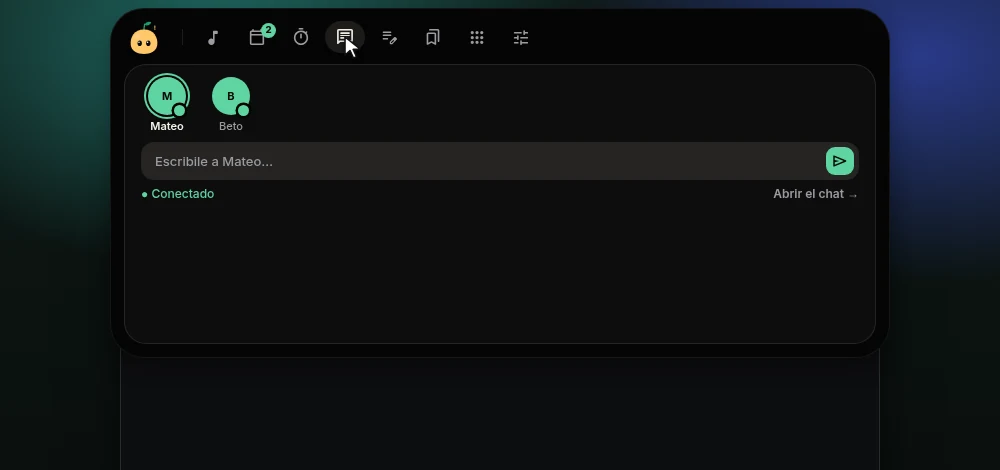 2
M
B
Mateo
Beto
Escribile a Mateo...
● Conectado
Abrir el chat →